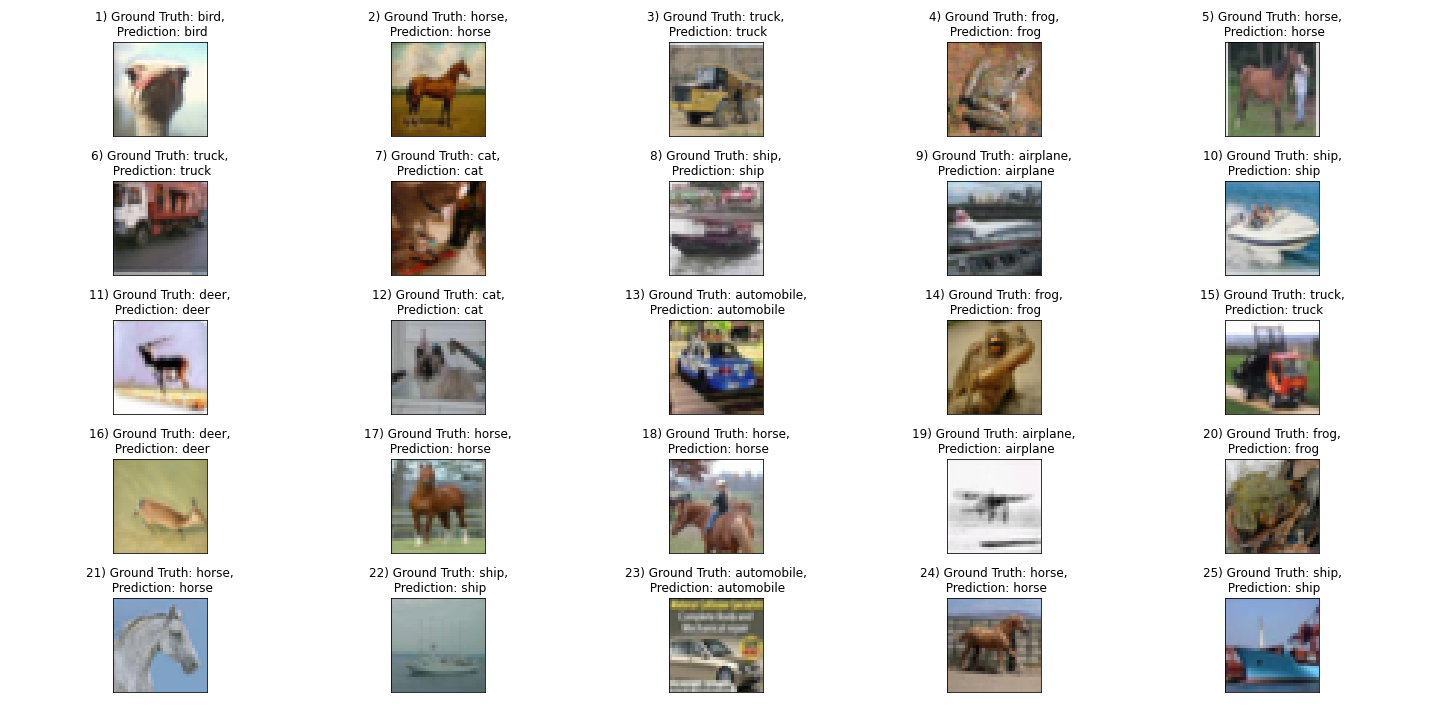 1) Ground Truth: bird,
Prediction: bird
2) Ground Truth: horse,
Prediction: horse
3) Ground Truth: truck,
Prediction: truck
4) Ground Truth: frog,
Prediction: frog
5) Ground Truth: horse,
Prediction: horse
6) Ground Truth: truck,
Prediction: truck
7) Ground Truth: cat,
Prediction: cat
8) Ground Truth: ship,
Prediction: ship
9) Ground Truth: airplane,
Prediction: airplane
10) Ground Truth: ship,
Prediction: ship
11) Ground Truth: deer,
Prediction: deer
12) Ground Truth: cat,
Prediction: cat
13) Ground Truth: automobile,
Prediction: automobile
14) Ground Truth: frog,
Prediction: frog
15) Ground Truth: truck,
Prediction: truck
16) Ground Truth: deer,
Prediction: deer
17) Ground Truth: horse,
Prediction: horse
18) Ground Truth: horse,
Prediction: horse
19) Ground Truth: airplane,
Prediction: airplane
20) Ground Truth: frog,
Prediction: frog
21) Ground Truth: horse,
Prediction: horse
22) Ground Truth: ship,
Prediction: ship
23) Ground Truth: automobile,
Prediction: automobile
24) Ground Truth: horse,
Prediction: horse
25) Ground Truth: ship,
Prediction: ship